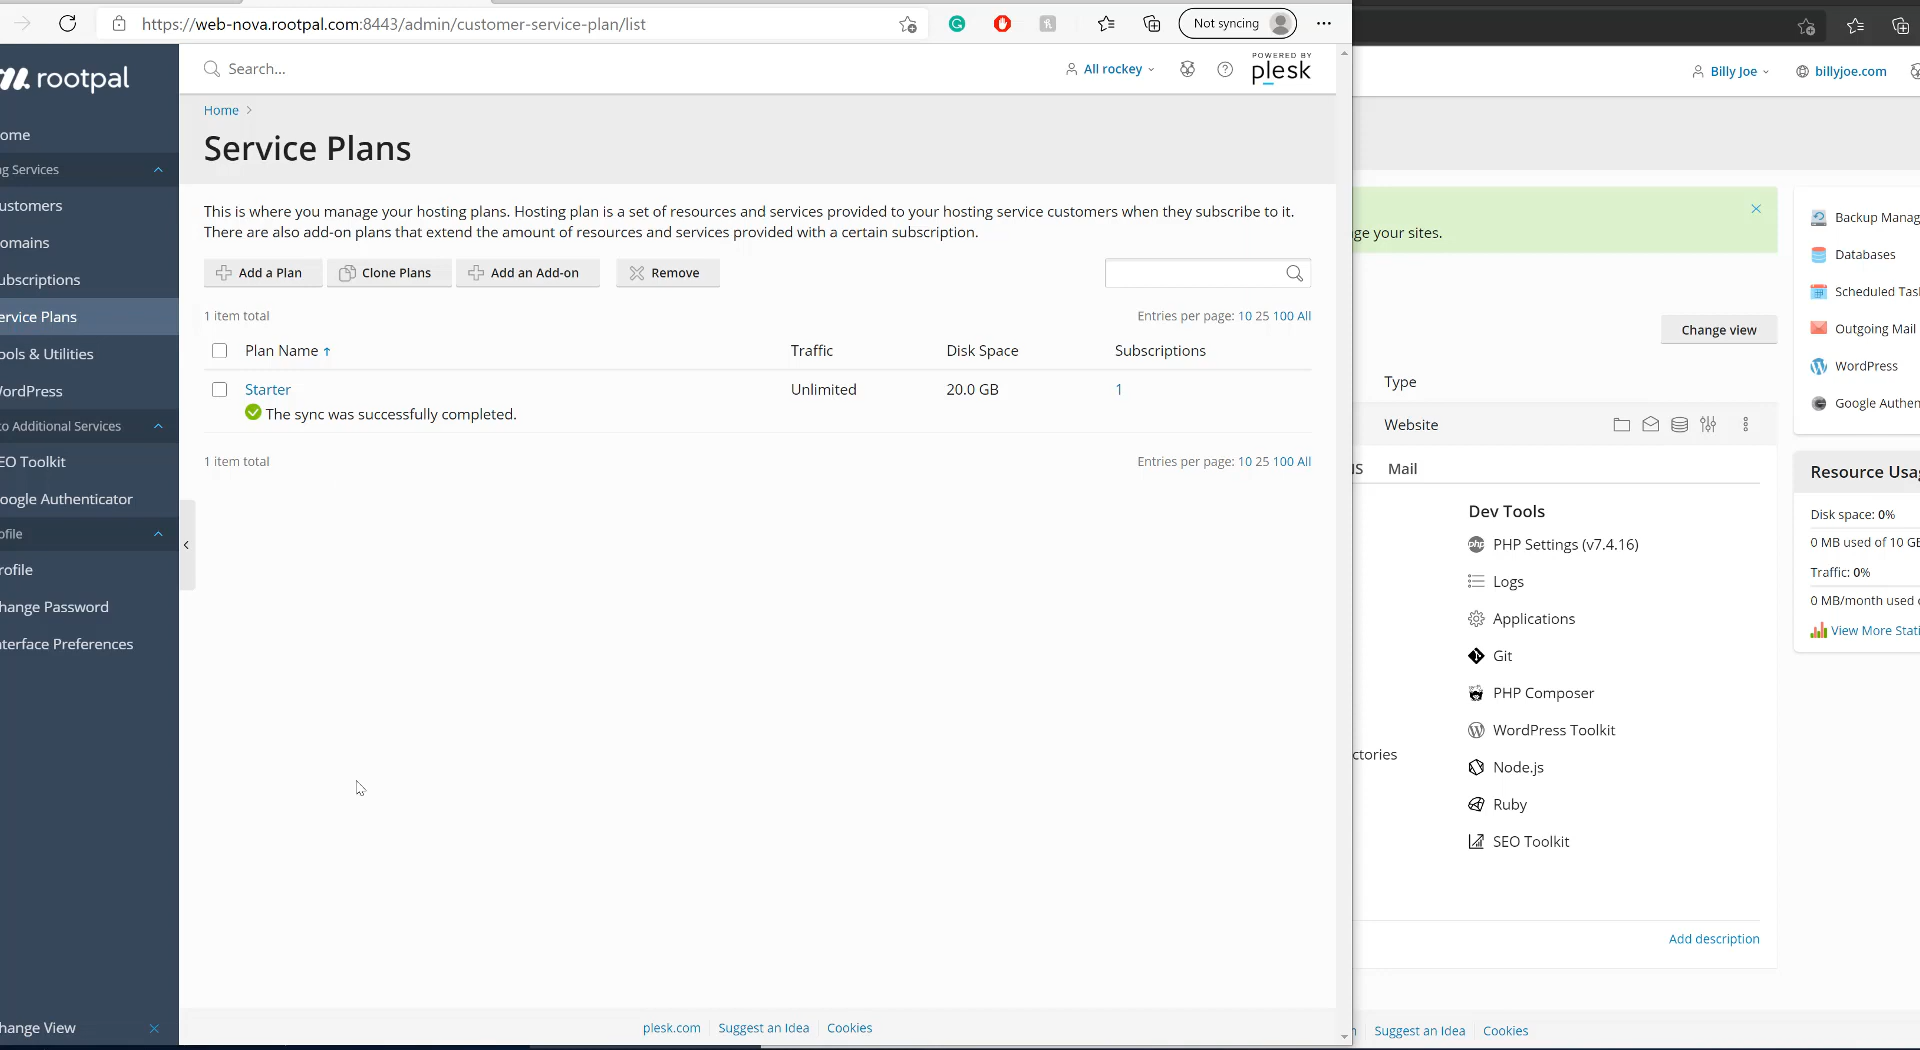 https://web-nova.rootpal.com:8443/admin/customer-service-plan/list
Not syncing
rootpal
Search...
All rockey
POWERED BY
plesk
Billy Joe
billyjoe.com
Home
Service Plans
ome
g Services
ustomers
omains
ubscriptions
ervice Plans
ools & Utilities
WordPress
to Additional Services
EO Toolkit
oogle Authenticator
ofile
rofile
hange Password
nterface Preferences
hange View
This is where you manage your hosting plans. Hosting plan is a set of resources and services provided to your hosting service customers when they subscribe to it.
There are also add-on plans that extend the amount of resources and services provided with a certain subscription.
Add a Plan
Clone Plans
Add an Add-on
Remove
1 item total
Entries per page: 10 25 100 All
Plan Name ↑ Traffic Disk Space Subscriptions
Starter Unlimited 20.0 GB 1
The sync was successfully completed.
1 item total
Entries per page: 10 25 100 All
plesk.com
Suggest an Idea
Cookies
ge your sites.
Change view
Type
Website
NS
Mail
Dev Tools
php
PHP Settings (v7.4.16)
Logs
Applications
Git
PHP Composer
WordPress Toolkit
Node.js
Ruby
SEO Toolkit
ctories
Add description
Suggest an Idea
Cookies
Backup Manag
Databases
Scheduled Tas
Outgoing Mail
WordPress
Google Authen
Resource Usag
Disk space: 0%
0 MB used of 10 GB
Traffic: 0%
0 MB/month used o
View More Stati